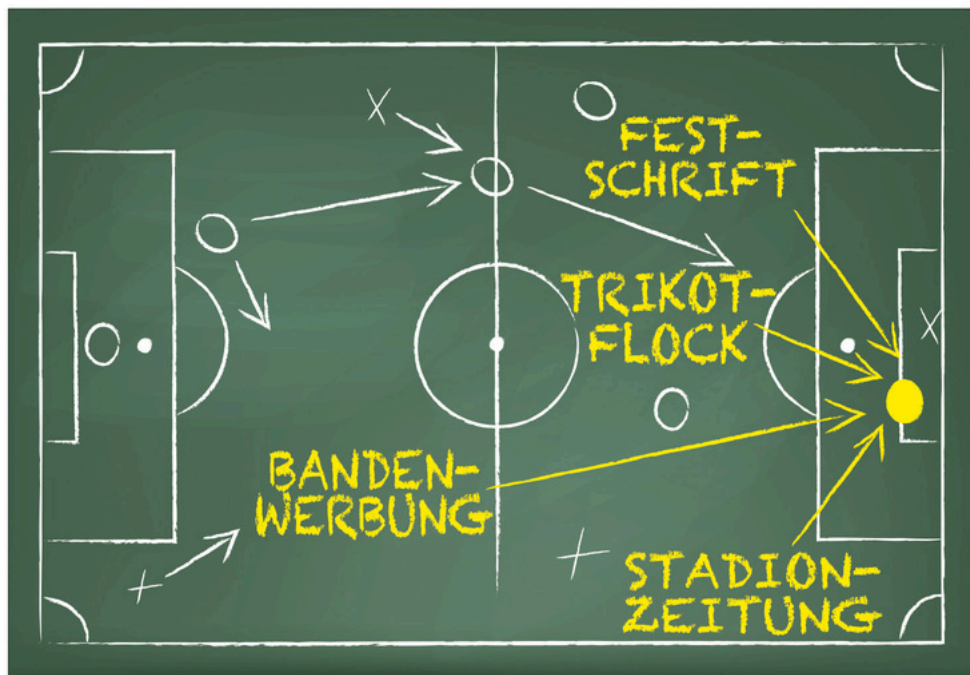 FEST-
SCHRIFT
TRIKOT-
FLOCK
BANDEN-
WERBUNG
STADION-
ZEITUNG